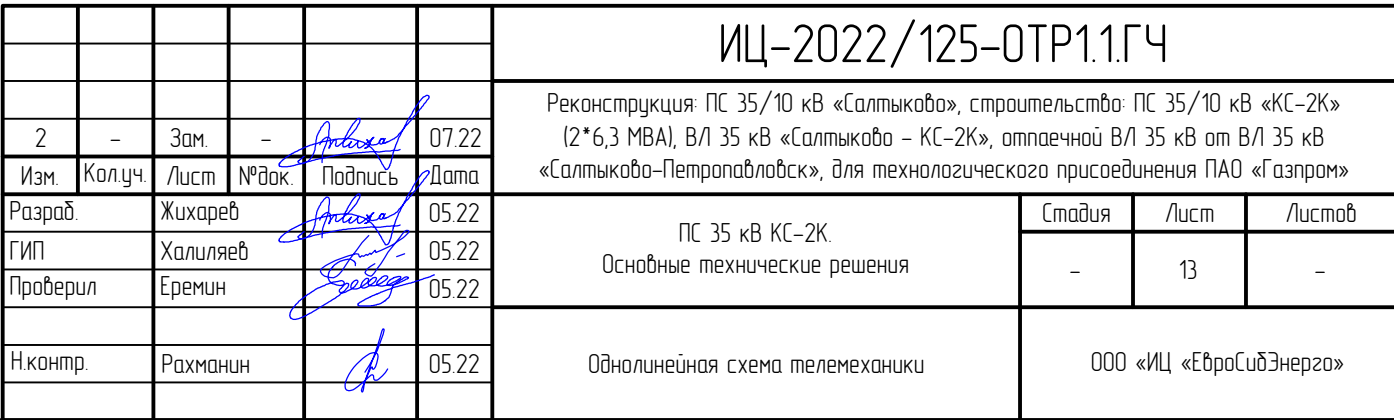 ИЦ-2022/125-ОТР1.1.ГЧ
Реконструкция: ПС 35/10 кВ «Салтыково», строительство: ПС 35/10 кВ «КС-2К»
(2*6,3 МВА), ВЛ 35 кВ «Салтыково - КС-2К», отпаечной ВЛ 35 кВ от ВЛ 35 кВ
«Салтыково-Петропавловск», для технологического присоединения ПАО «Газпром»
2 - Зам. - 07.22
Изм. Кол.уч. Лист №док. Подпись Дата
Разраб. Жихарев 05.22
ГИП Халиляев 05.22
Проверил Еремин 05.22
Н.контр. Рахманин 05.22
ПС 35 кВ КС-2К.
Основные технические решения
Стадия Лист Листов
- 13 -
Однолинейная схема телемеханики
ООО «ИЦ «ЕвроСибЭнерго»